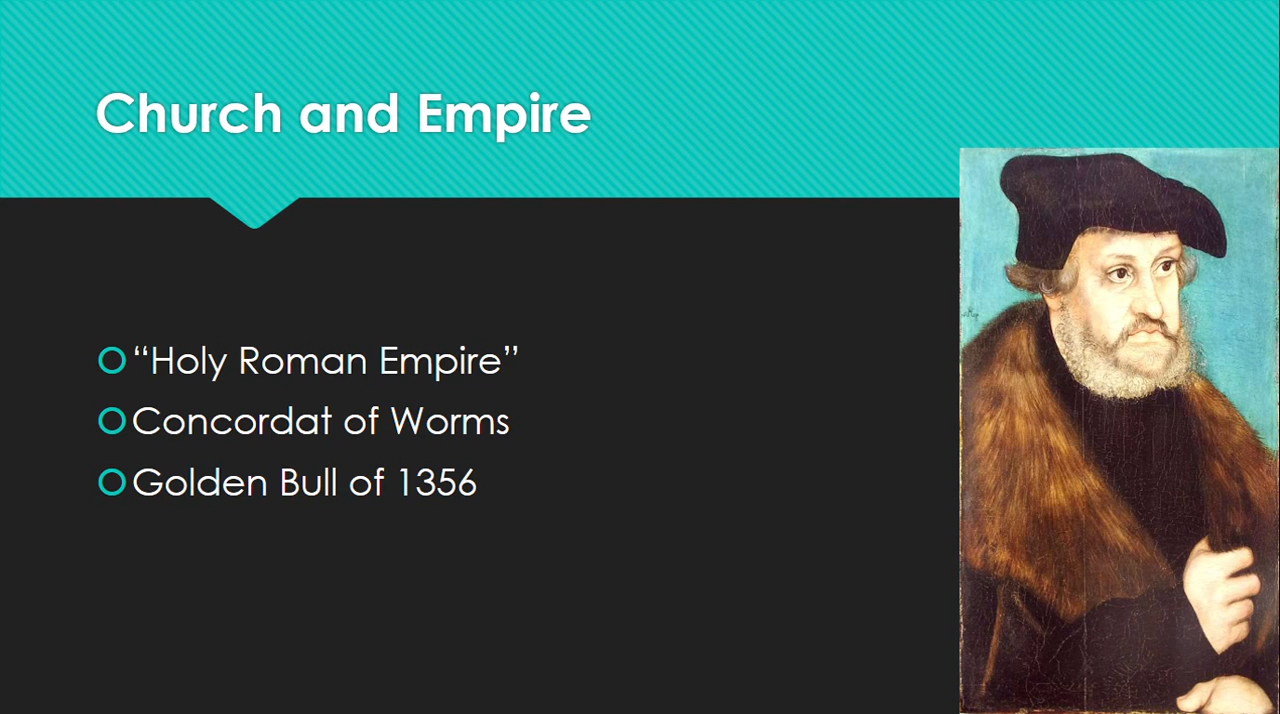 Church and Empire
“Holy Roman Empire”
Concordat of Worms
Golden Bull of 1356